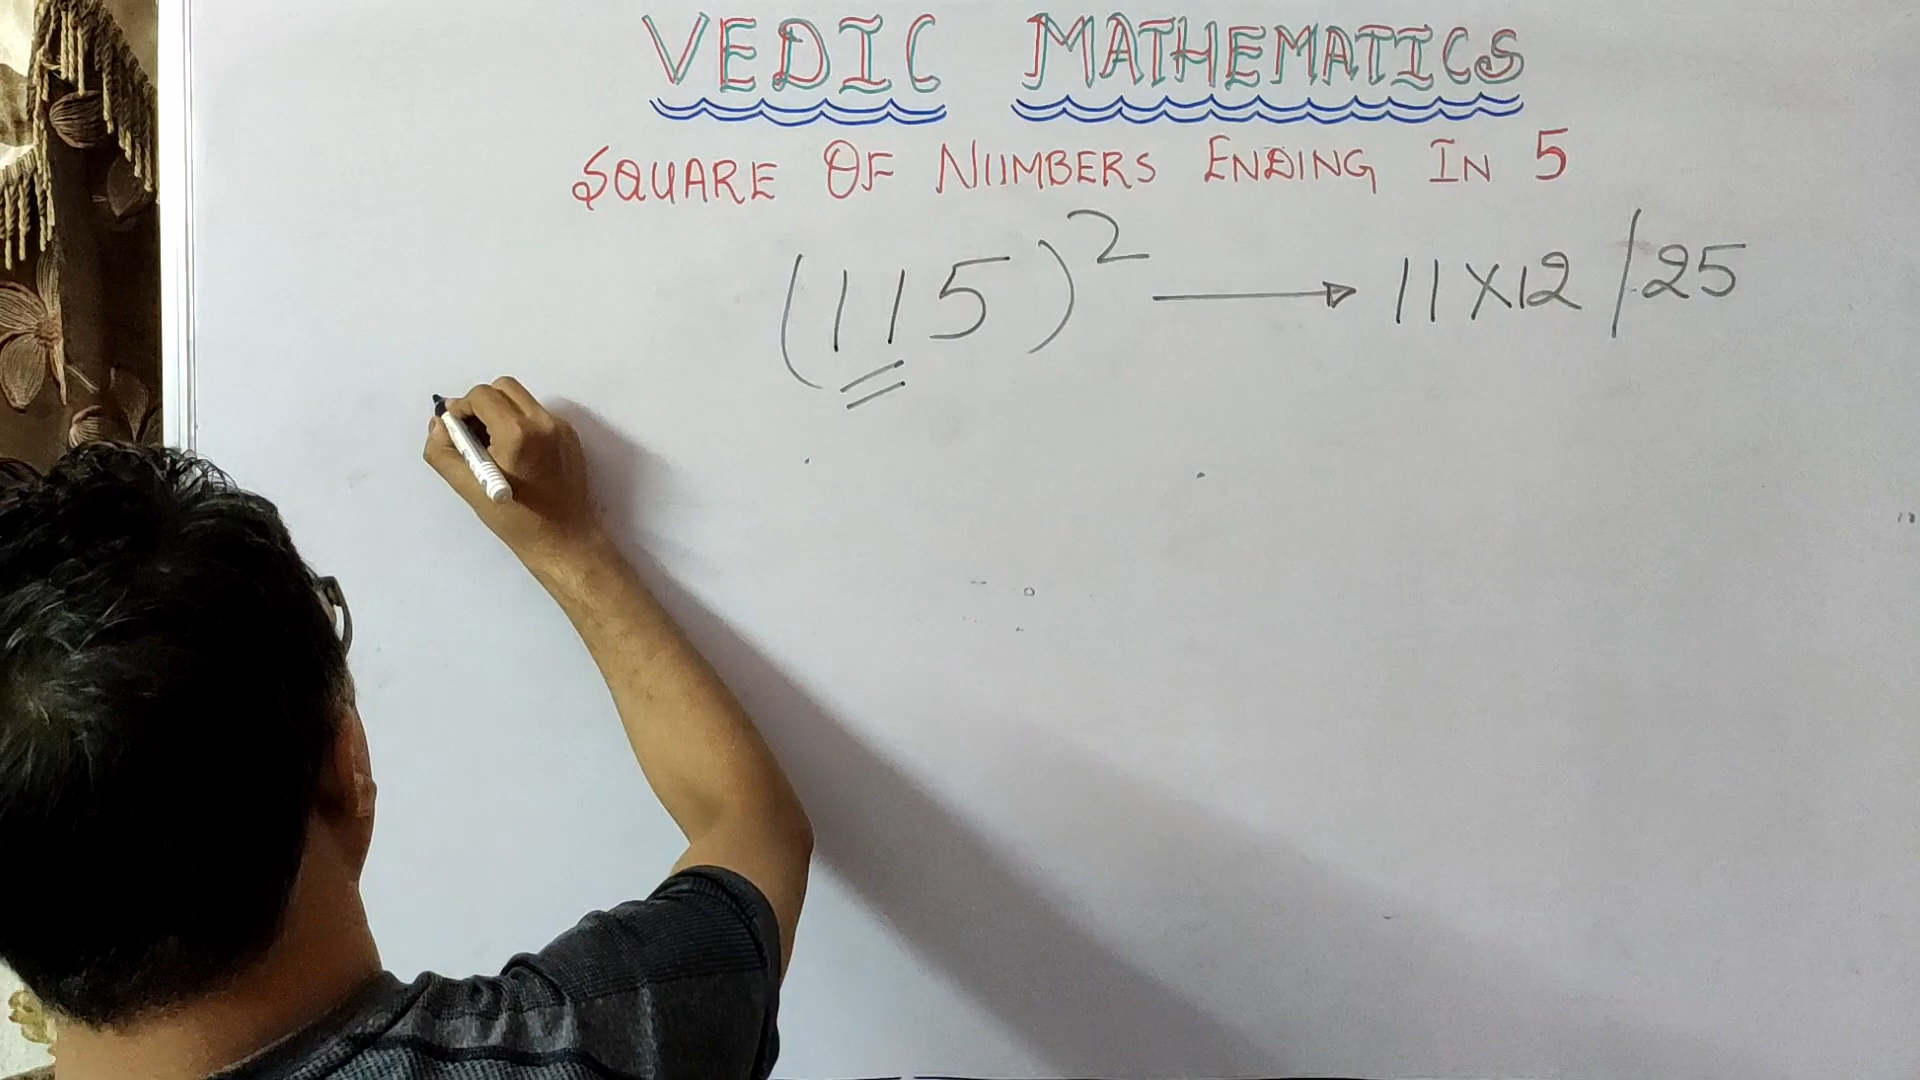 VEDIC MATHEMATICS
SQUARE OF NUMBERS ENDING IN 5
(115)² → 11×12 /25